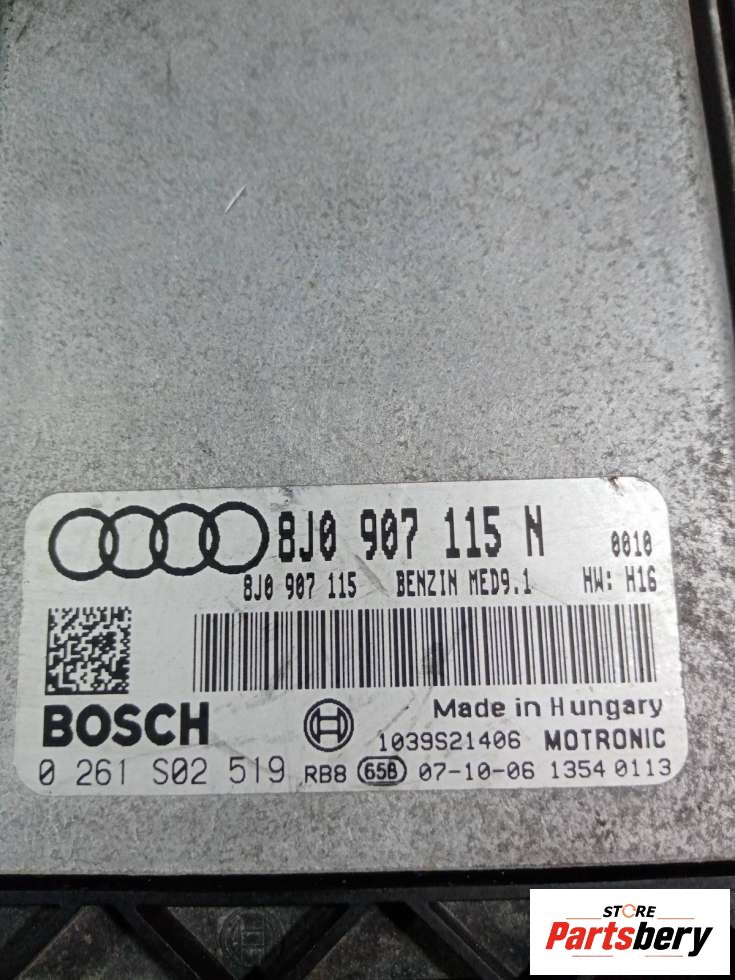 8J0 907 115 N 0010
8J0 907 115 BENZIN MED9.1 HW: H16
BOSCH
Made in Hungary
1039S21406 MOTRONIC
0 261 S02 519 RB8 65B 07-10-06 1354 0113
STORE
Partsbery